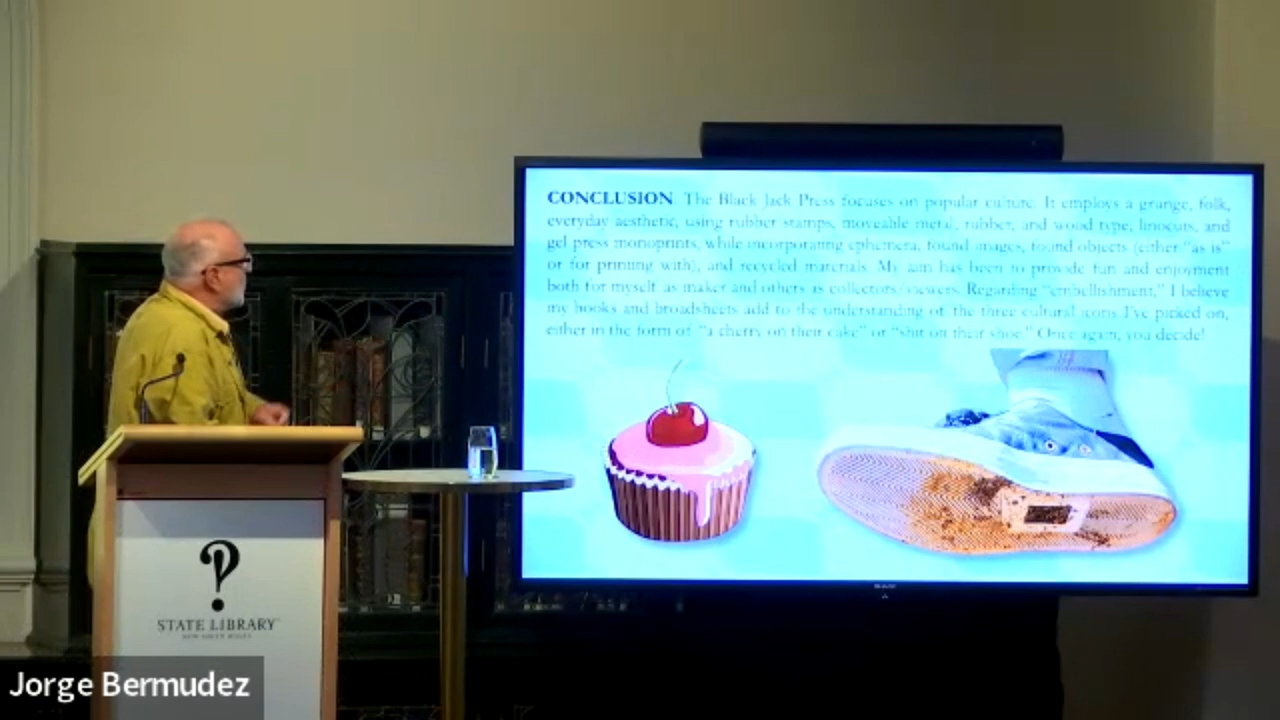 CONCLUSION. The Black Jack Press focuses on popular culture. It employs a grunge, folk,
everyday aesthetic, using rubber stamps, moveable metal, rubber, and wood type, linocuts, and
gel press monoprints, while incorporating ephemera, found images, found objects (either "as is"
or for printing with), and recycled materials. My aim has been to provide fun and enjoyment
both for myself as maker and others as collectors/viewers. Regarding "embellishment," I believe
my books and broadsheets add to the understanding of the three cultural icons I've picked on,
either in the form of "a cherry on their cake" or "shit on their shoe." Once again, you decide!
STATE LIBRARY
NEW SOUTH WALES
Jorge Bermudez